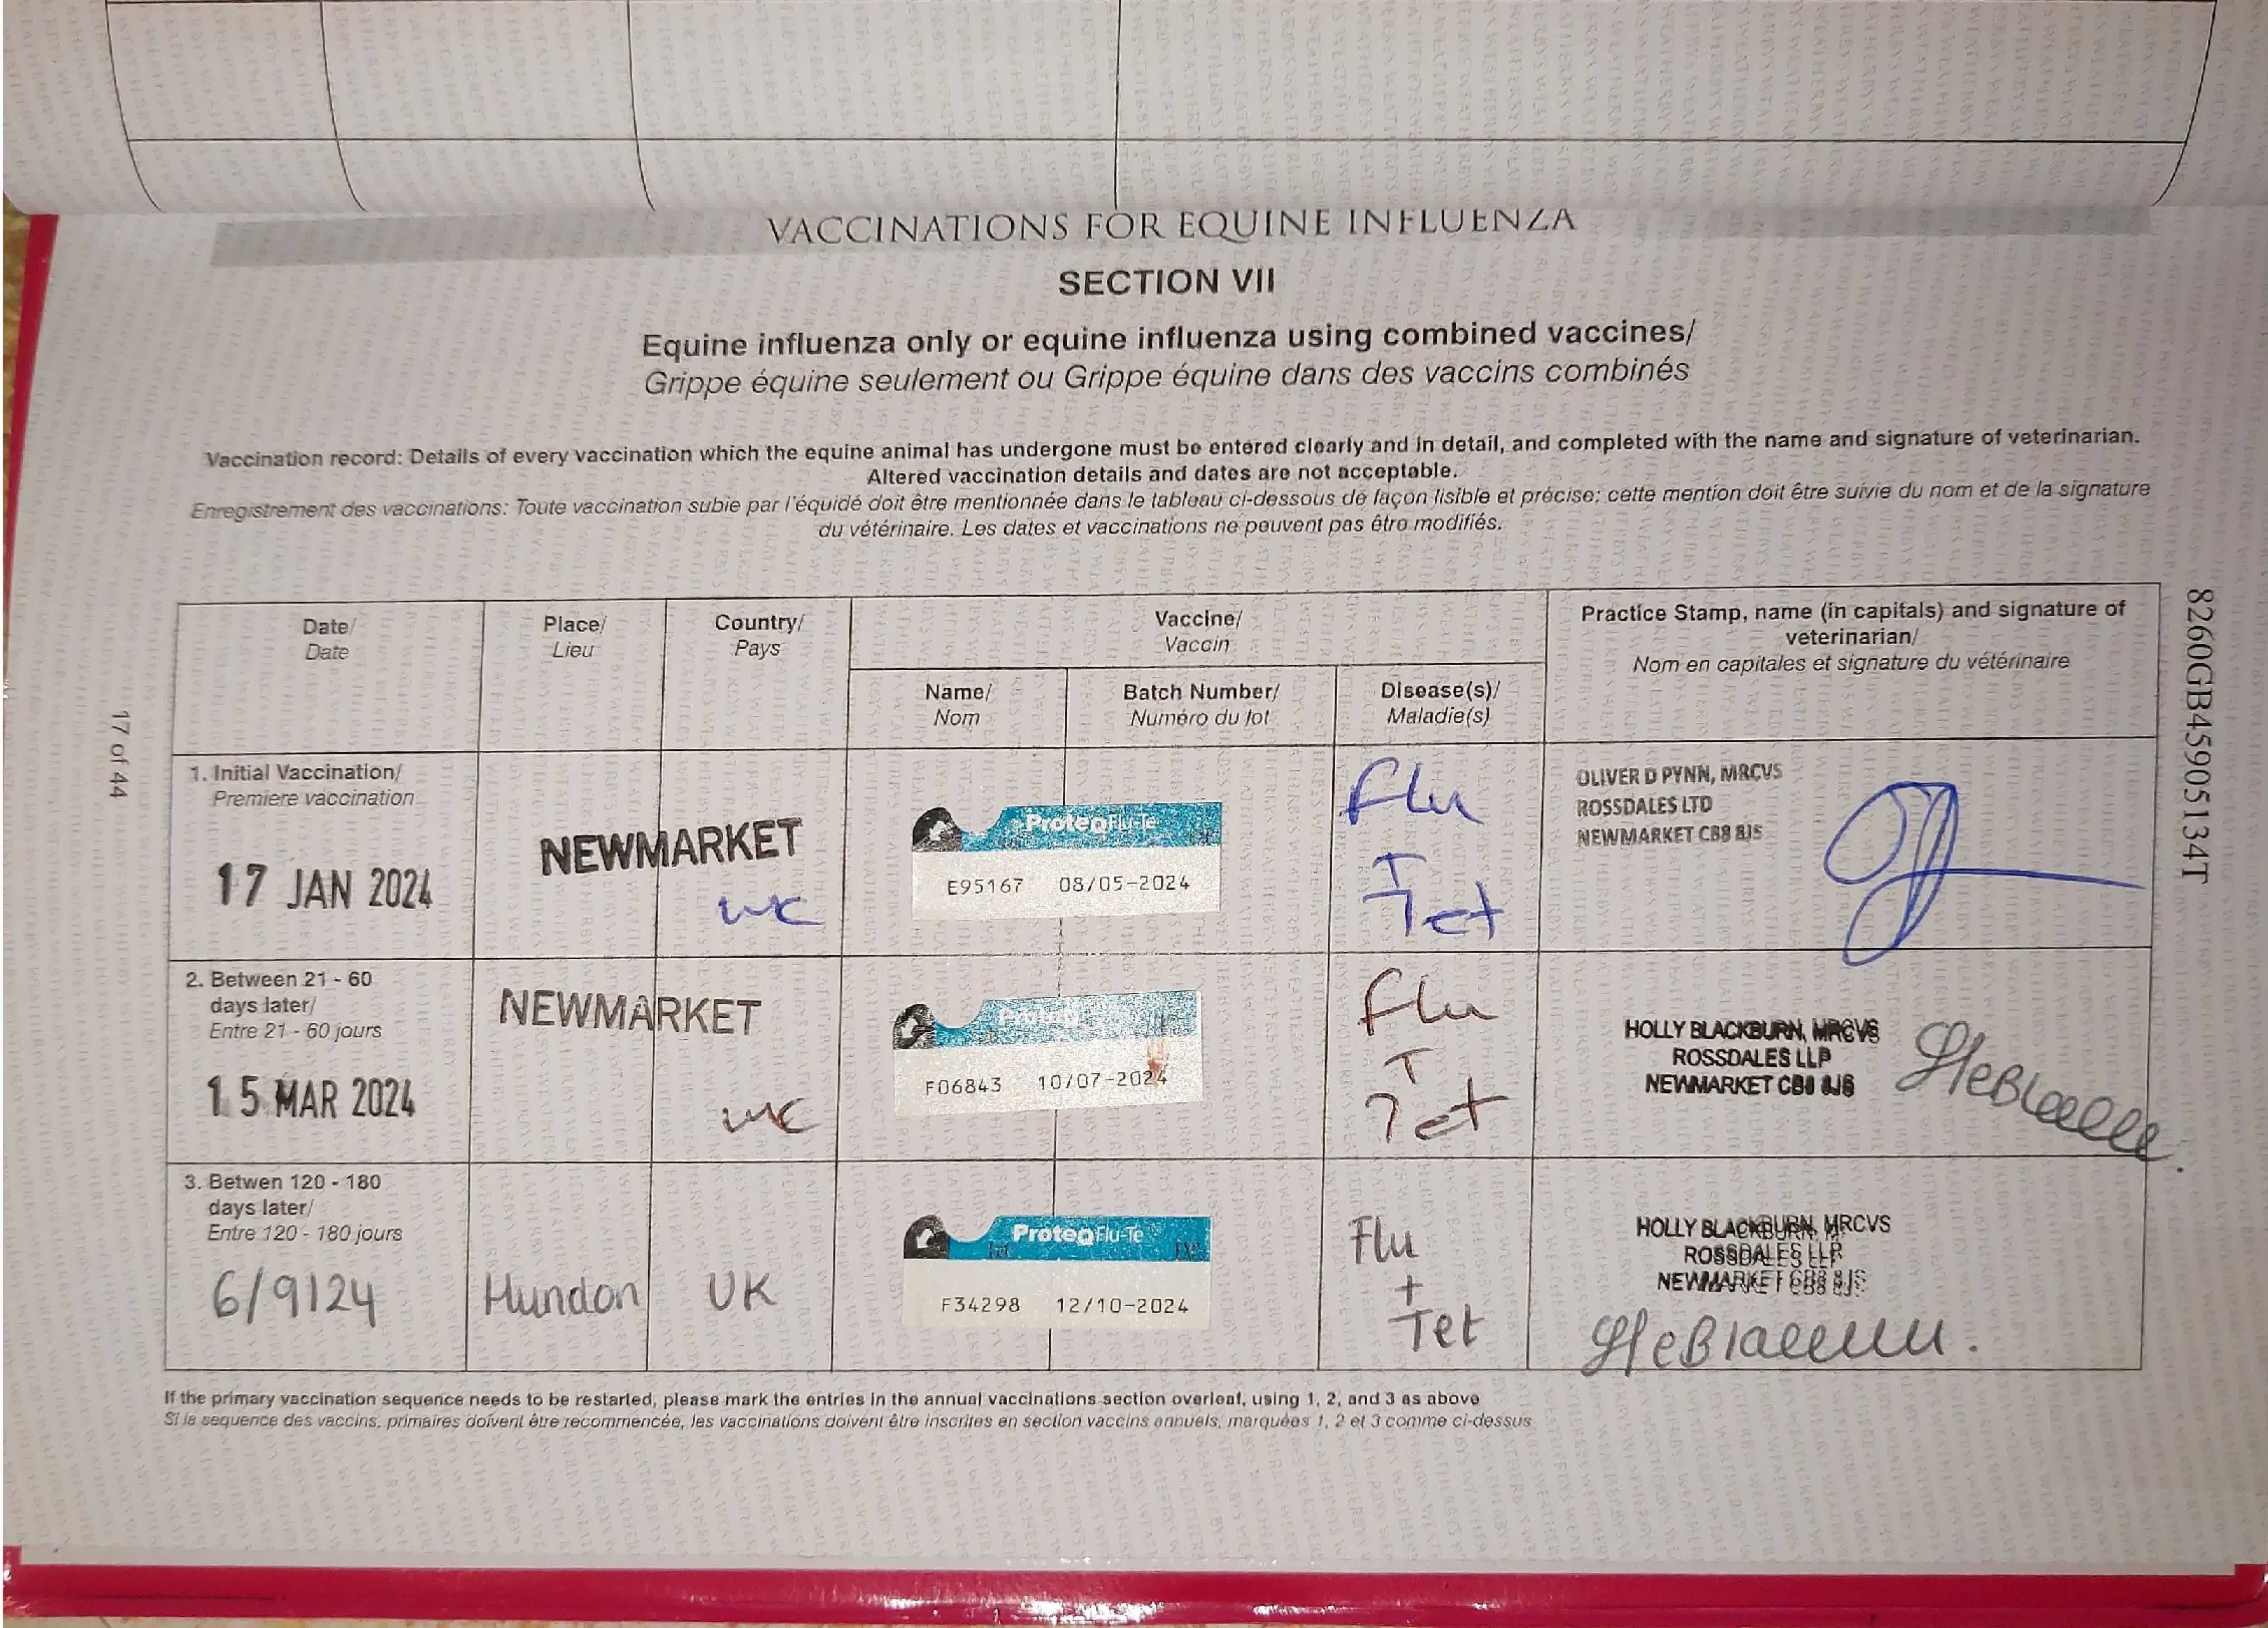 VACCINATIONS FOR EQUINE INFLUENZA
SECTION VII
Equine influenza only or equine influenza using combined vaccines/
Grippe équine seulement ou Grippe équine dans des vaccins combinés
Vaccination record: Details of every vaccination which the equine animal has undergone must be entered clearly and in detail, and completed with the name and signature of veterinarian.
Altered vaccination details and dates are not acceptable.
Enregistrement des vaccinations: Toute vaccination subie par l'équidé doit être mentionnée dans le tableau ci-dessous de façon lisible et précise; cette mention doit être suivie du nom et de la signature
du vétérinaire. Les dates et vaccinations ne peuvent pas être modifiés.
Date/
Date
Place/
Lieu
Country/
Pays
Vaccine/
Vaccin
Name/
Nom
Batch Number/
Numéro du lot
Disease(s)/
Maladie(s)
Practice Stamp, name (in capitals) and signature of
veterinarian/
Nom en capitales et signature du vétérinaire
1. Initial Vaccination/
Premiere vaccination
17 JAN 2024
NEWMARKET
UK
ProteqFlu-Te
E95167 08/05-2024
Flu
+
Tet
OLIVER D PYNN, MRCVS
ROSSDALES LTD
NEWMARKET CB8 8JS
2. Between 21 - 60
days later/
Entre 21 - 60 jours
15 MAR 2024
NEWMARKET
UK
F06843 10/07-2024
Flu
+
Tet
HOLLY BLACKBURN, MRCVS
ROSSDALES LLP
NEWMARKET CB8 8JS
3. Betwen 120 - 180
days later/
Entre 120 - 180 jours
6/9/24
Hundon
UK
ProteqFlu-Te
F34298 12/10-2024
Flu
+
Tet
HOLLY BLACKBURN, MRCVS
ROSSDALES LLP
NEWMARKET CB8 8JS
If the primary vaccination sequence needs to be restarted, please mark the entries in the annual vaccinations section overleaf, using 1, 2, and 3 as above
Si la sequence des vaccins, primaires doivent être recommencée, les vaccinations doivent être inscrites en section vaccins annuels, marquées 1, 2 et 3 comme ci-dessus
17 of 44
8260GB459051347T